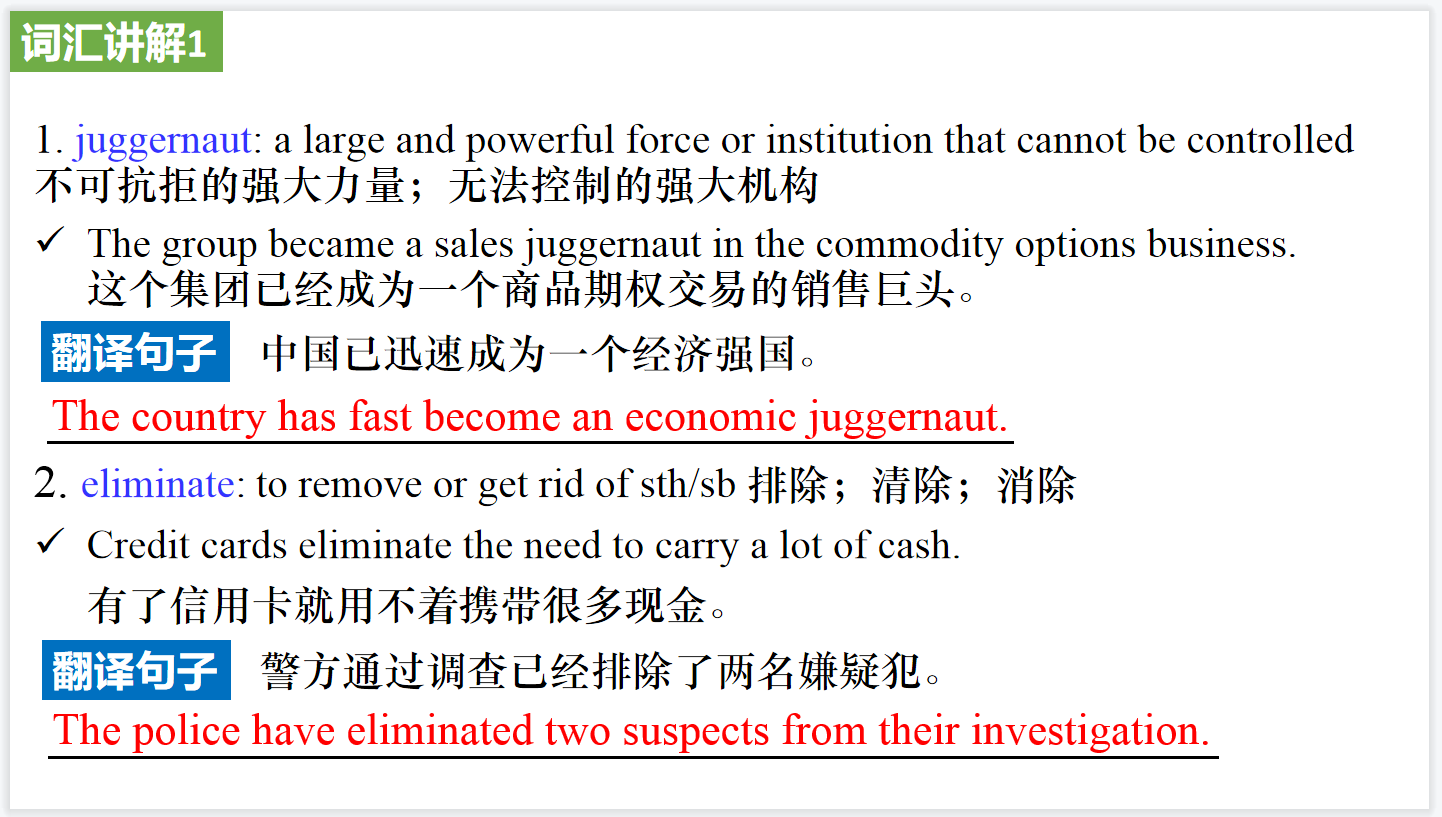 词汇讲解1
1. juggernaut: a large and powerful force or institution that cannot be controlled
不可抗拒的强大力量；无法控制的强大机构
✓ The group became a sales juggernaut in the commodity options business.
这个集团已经成为一个商品期权交易的销售巨头。
翻译句子 中国已迅速成为一个经济强国。
The country has fast become an economic juggernaut.
2. eliminate: to remove or get rid of sth/sb 排除；清除；消除
✓ Credit cards eliminate the need to carry a lot of cash.
有了信用卡就用不着携带很多现金。
翻译句子 警方通过调查已经排除了两名嫌疑犯。
The police have eliminated two suspects from their investigation.